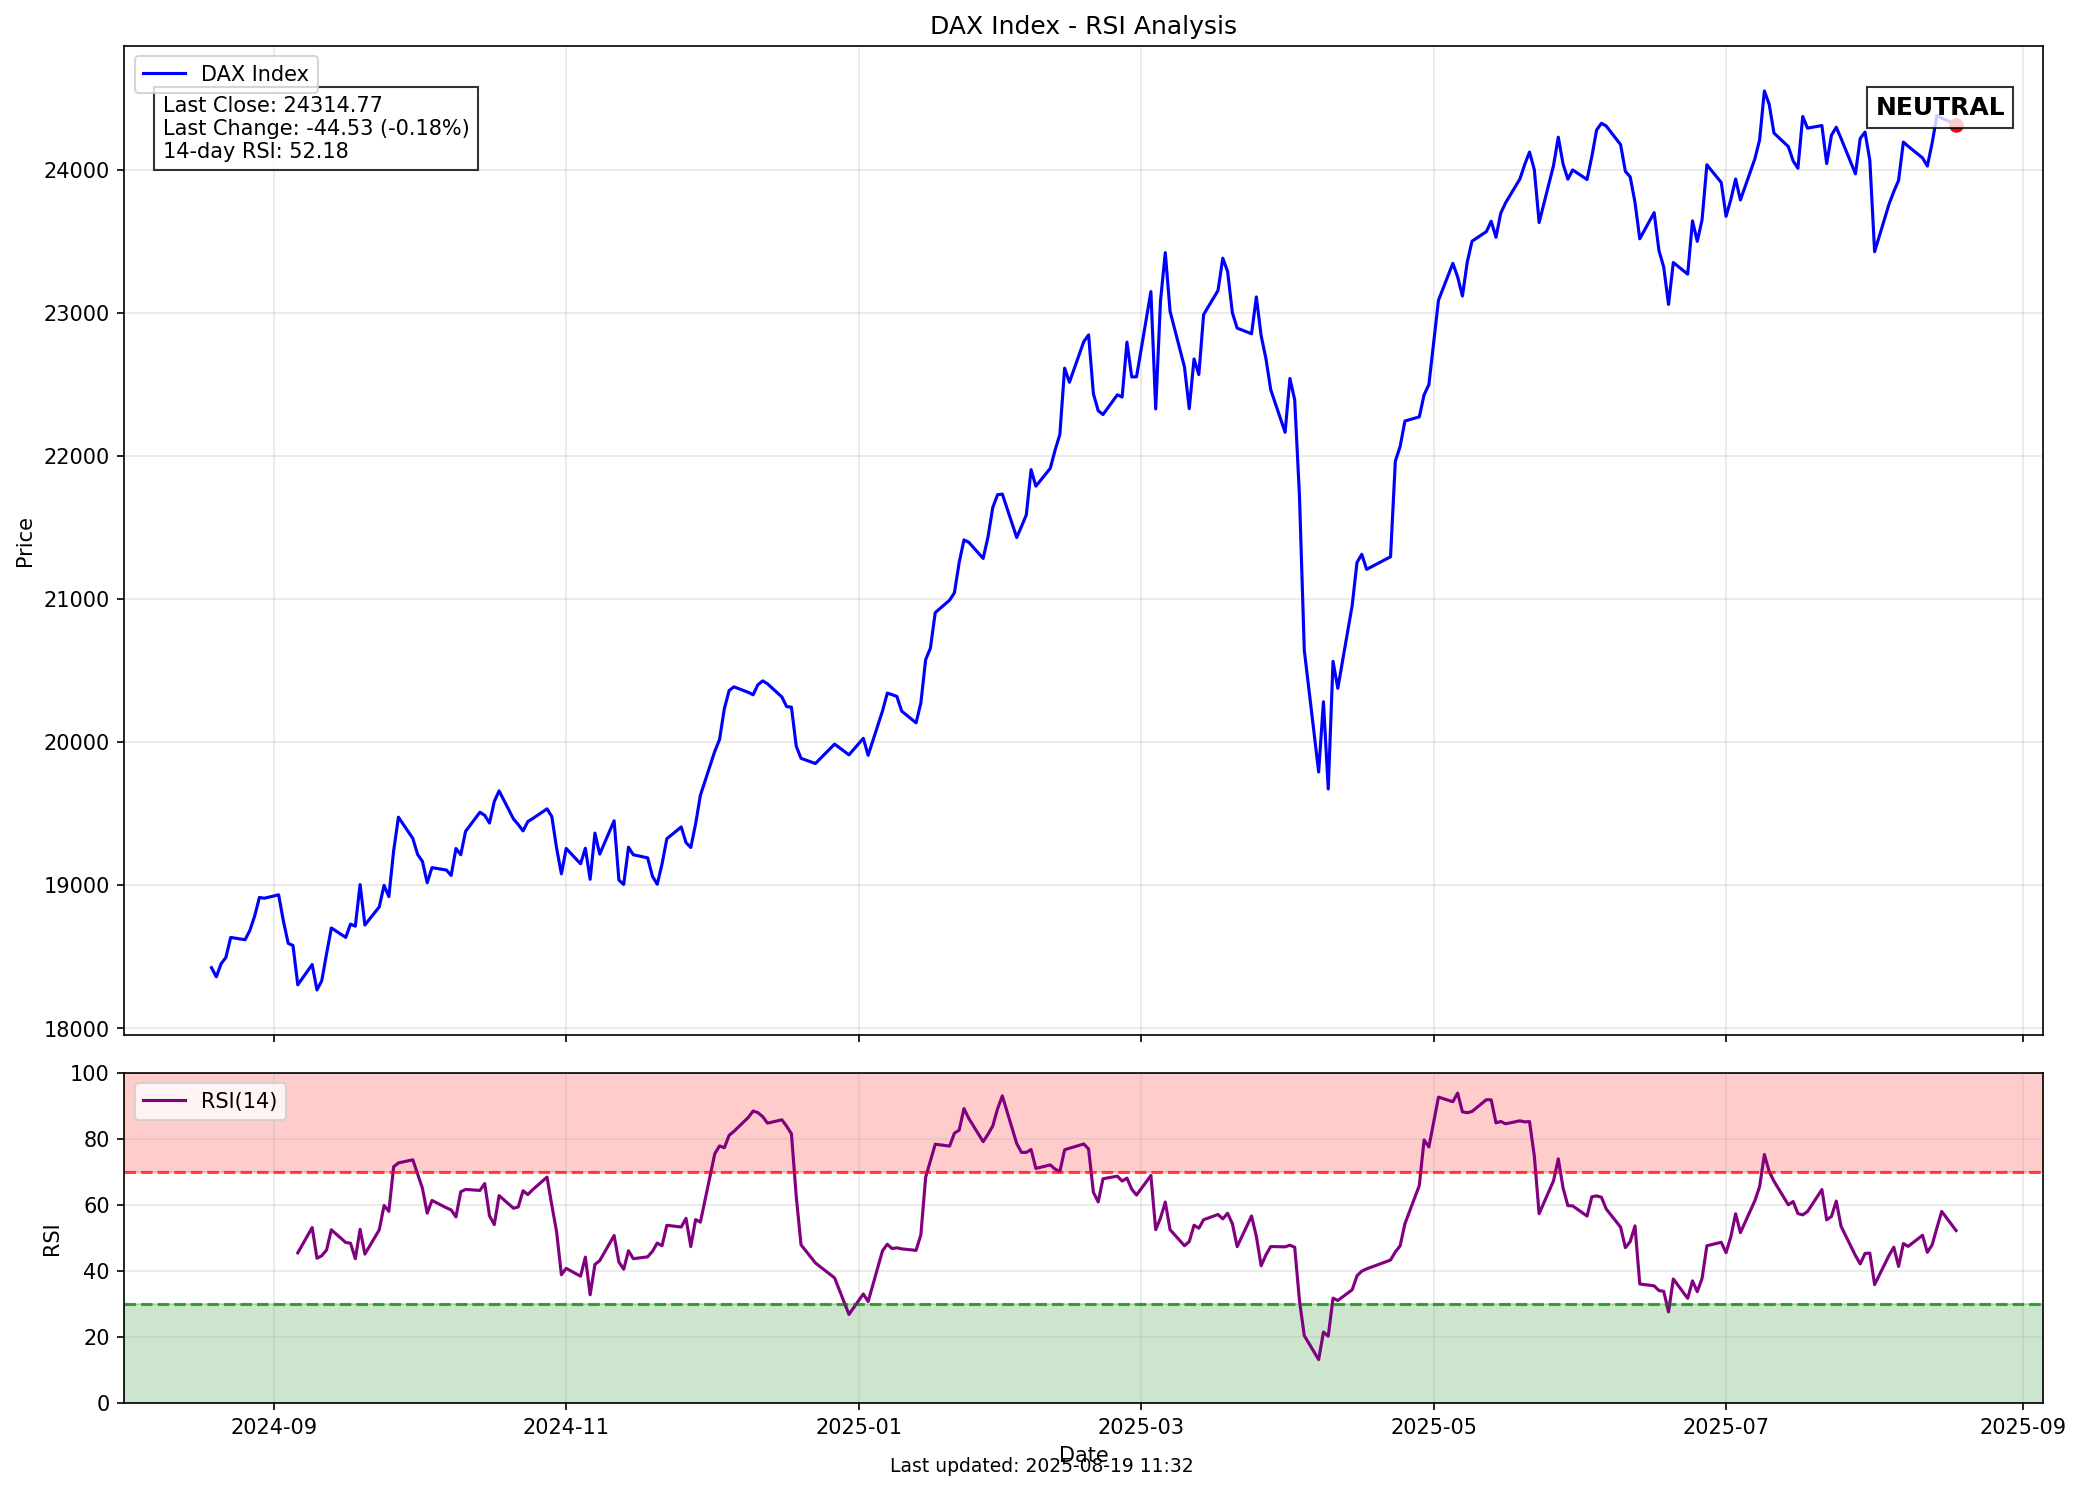 DAX Index - RSI Analysis
DAX Index
Last Close: 24314.77
Last Change: -44.53 (-0.18%)
14-day RSI: 52.18
NEUTRAL
Price
24000
23000
22000
21000
20000
19000
18000
RSI(14)
RSI
100
80
60
40
20
0
2024-09
2024-11
2025-01
2025-03
2025-05
2025-07
2025-09
Date
Last updated: 2025-08-19 11:32